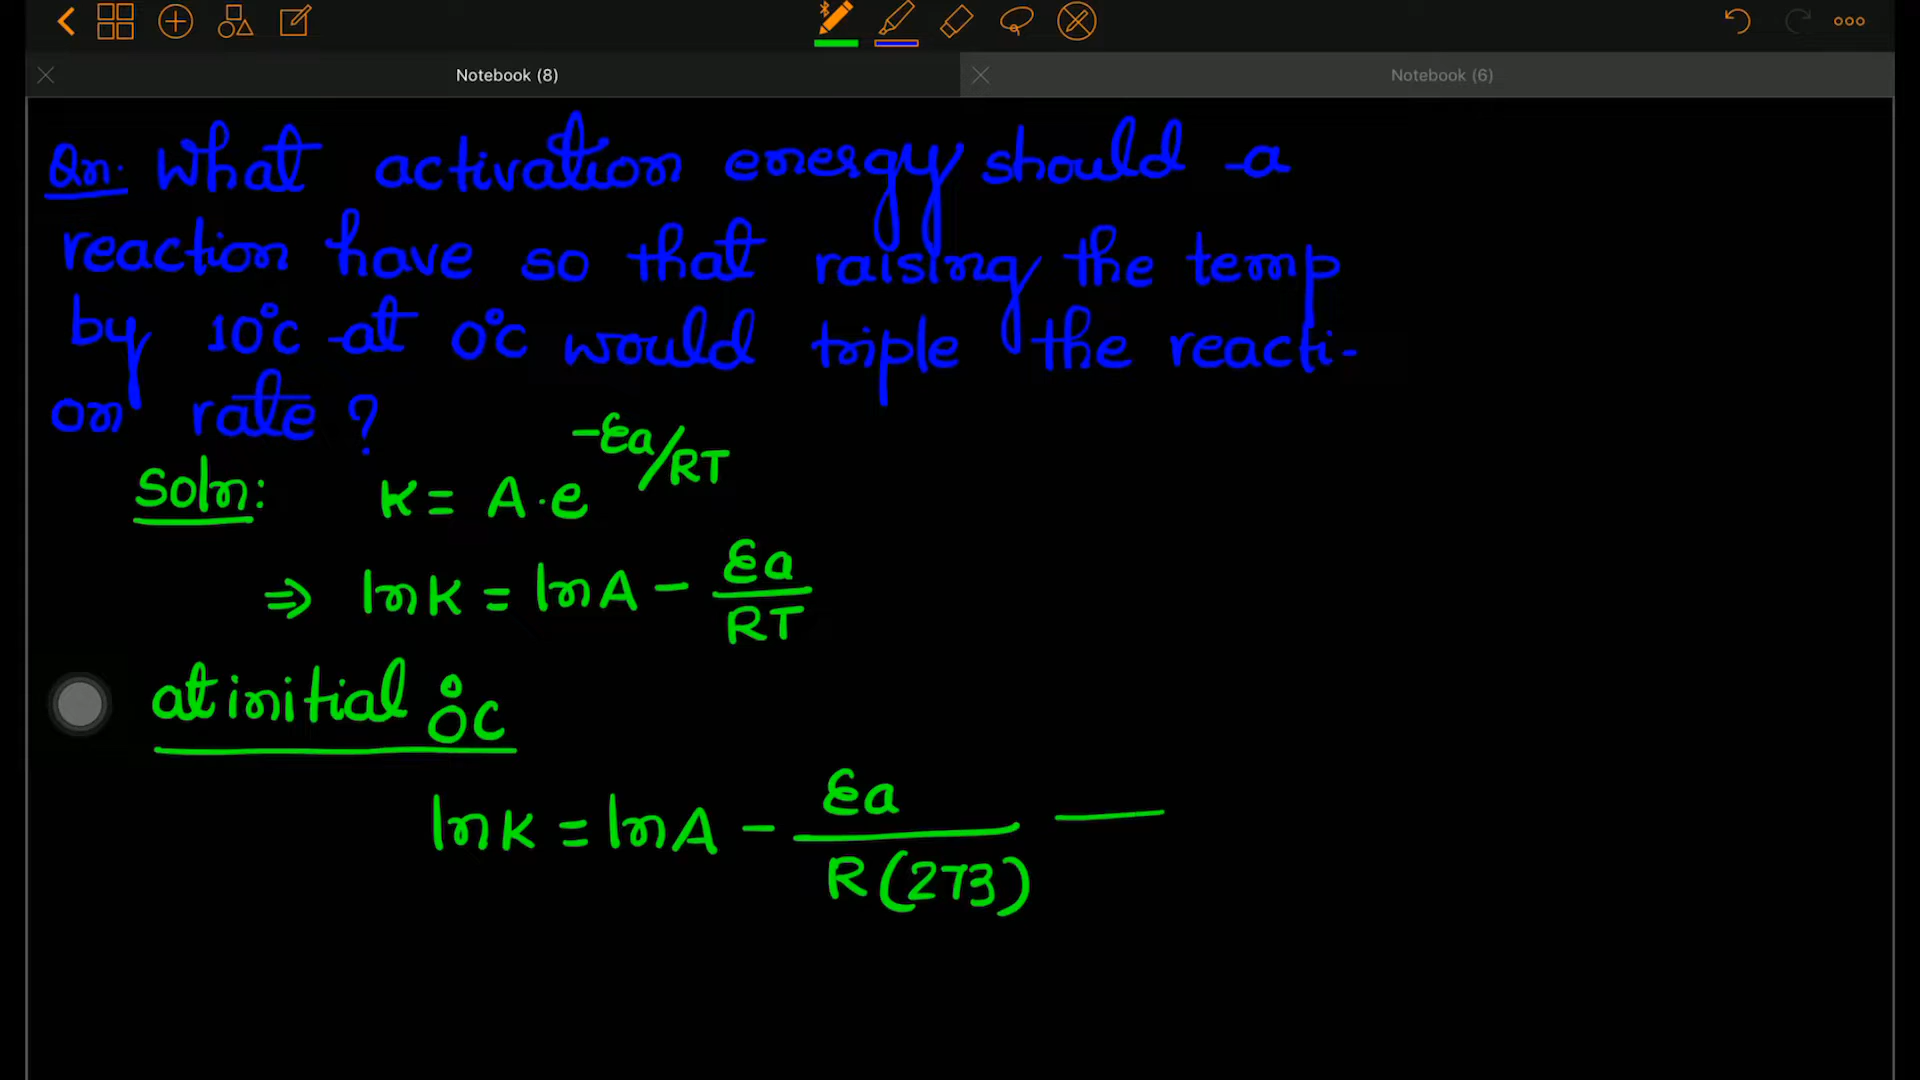 Notebook (8)
Notebook (6)
Qn. What activation energy should a
reaction have so that raising the temp
by 10°C at 0°C would triple the reacti-
on rate?
Soln: K = A·e^-Ea/RT
⇒ lnK = lnA - Ea/RT
at initial 0°C
lnK = lnA - Ea/R(273) —